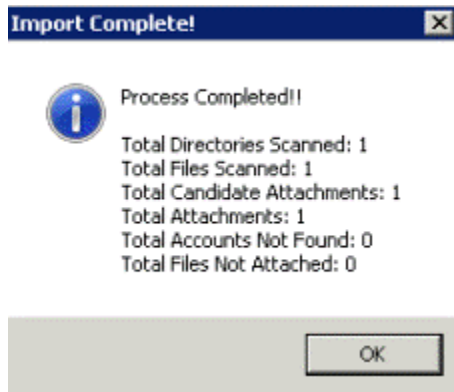 Import Complete!
Process Completed!!
Total Directories Scanned: 1
Total Files Scanned: 1
Total Candidate Attachments: 1
Total Attachments: 1
Total Accounts Not Found: 0
Total Files Not Attached: 0
OK